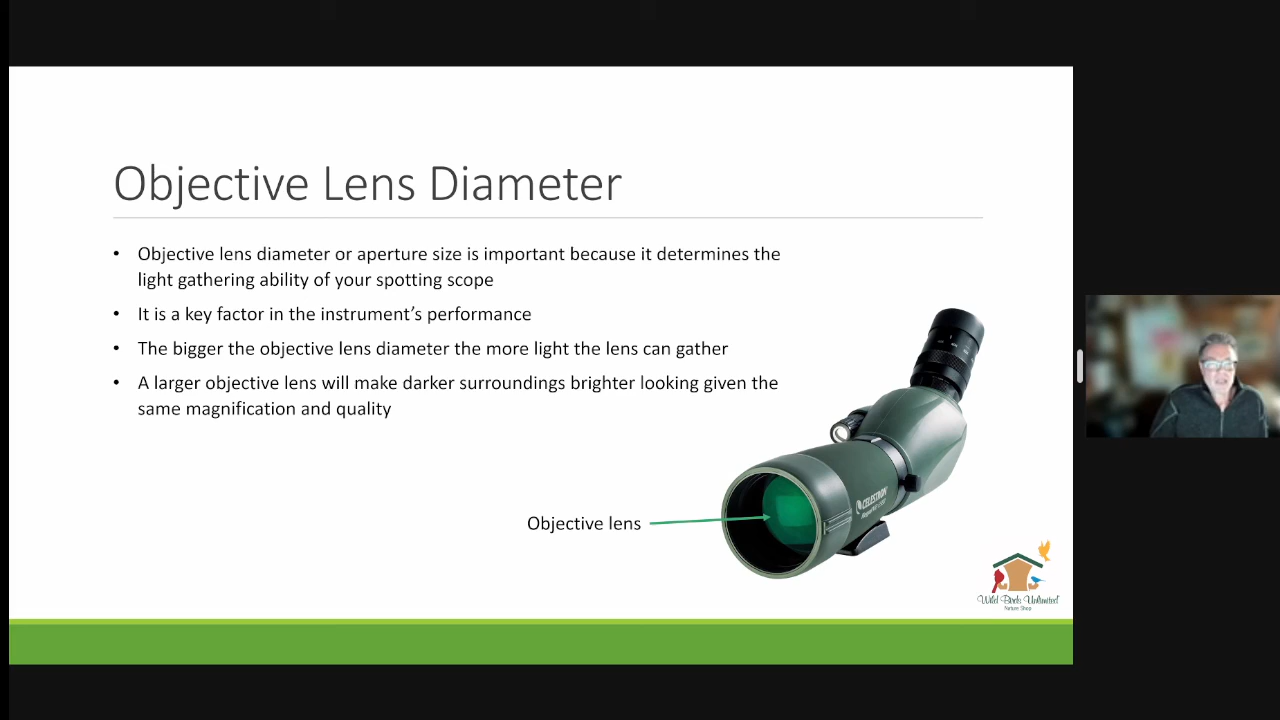 Objective Lens Diameter
• Objective lens diameter or aperture size is important because it determines the
light gathering ability of your spotting scope
• It is a key factor in the instrument’s performance
• The bigger the objective lens diameter the more light the lens can gather
• A larger objective lens will make darker surroundings brighter looking given the
same magnification and quality
CELESTRON
Objective lens
Wild Birds Unlimited
Nature Shop